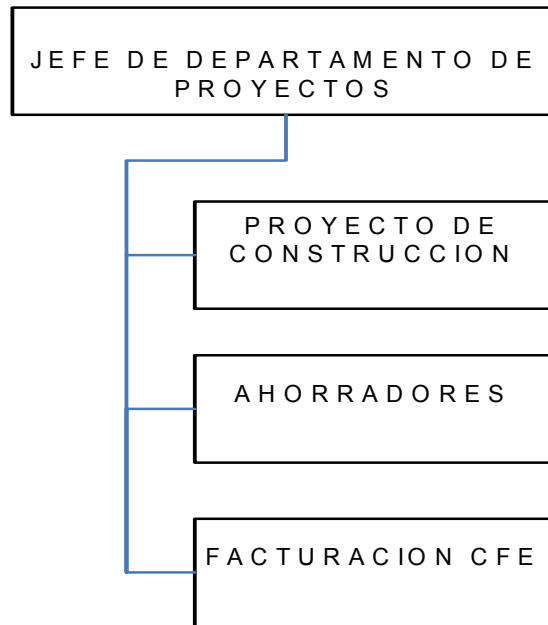 JEFE DE DEPARTAMENTO DE
PROYECTOS
PROYECTO DE
CONSTRUCCION
AHORRADORES
FACTURACION CFE